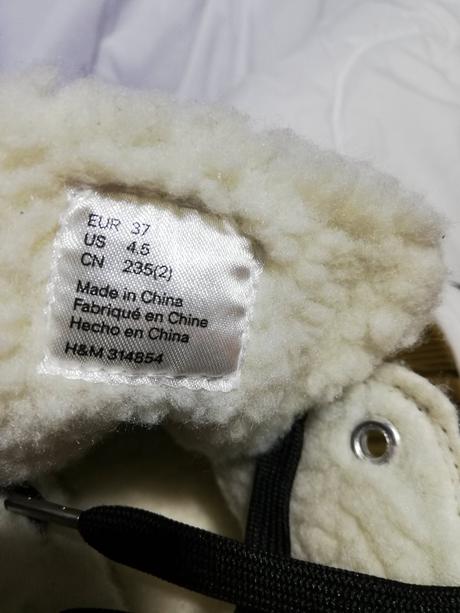 EUR 37
US 4.5
CN 235(2)
Made in China
Fabriqué en Chine
Hecho en China
H&M 314854